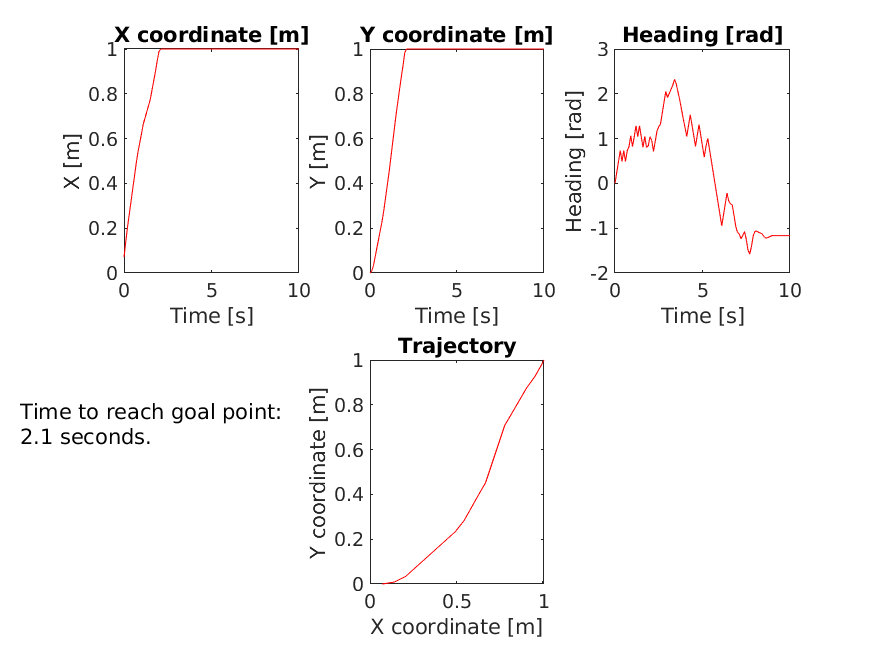 X coordinate [m]
Y coordinate [m]
Heading [rad]
1
0.8
0.6
0.4
0.2
0
X [m]
0
5
10
Time [s]
1
0.8
0.6
0.4
0.2
0
Y [m]
0
5
10
Time [s]
3
2
1
0
-1
-2
Heading [rad]
0
5
10
Time [s]
Time to reach goal point:
2.1 seconds.
Trajectory
1
0.8
0.6
0.4
0.2
0
Y coordinate [m]
0
0.5
1
X coordinate [m]